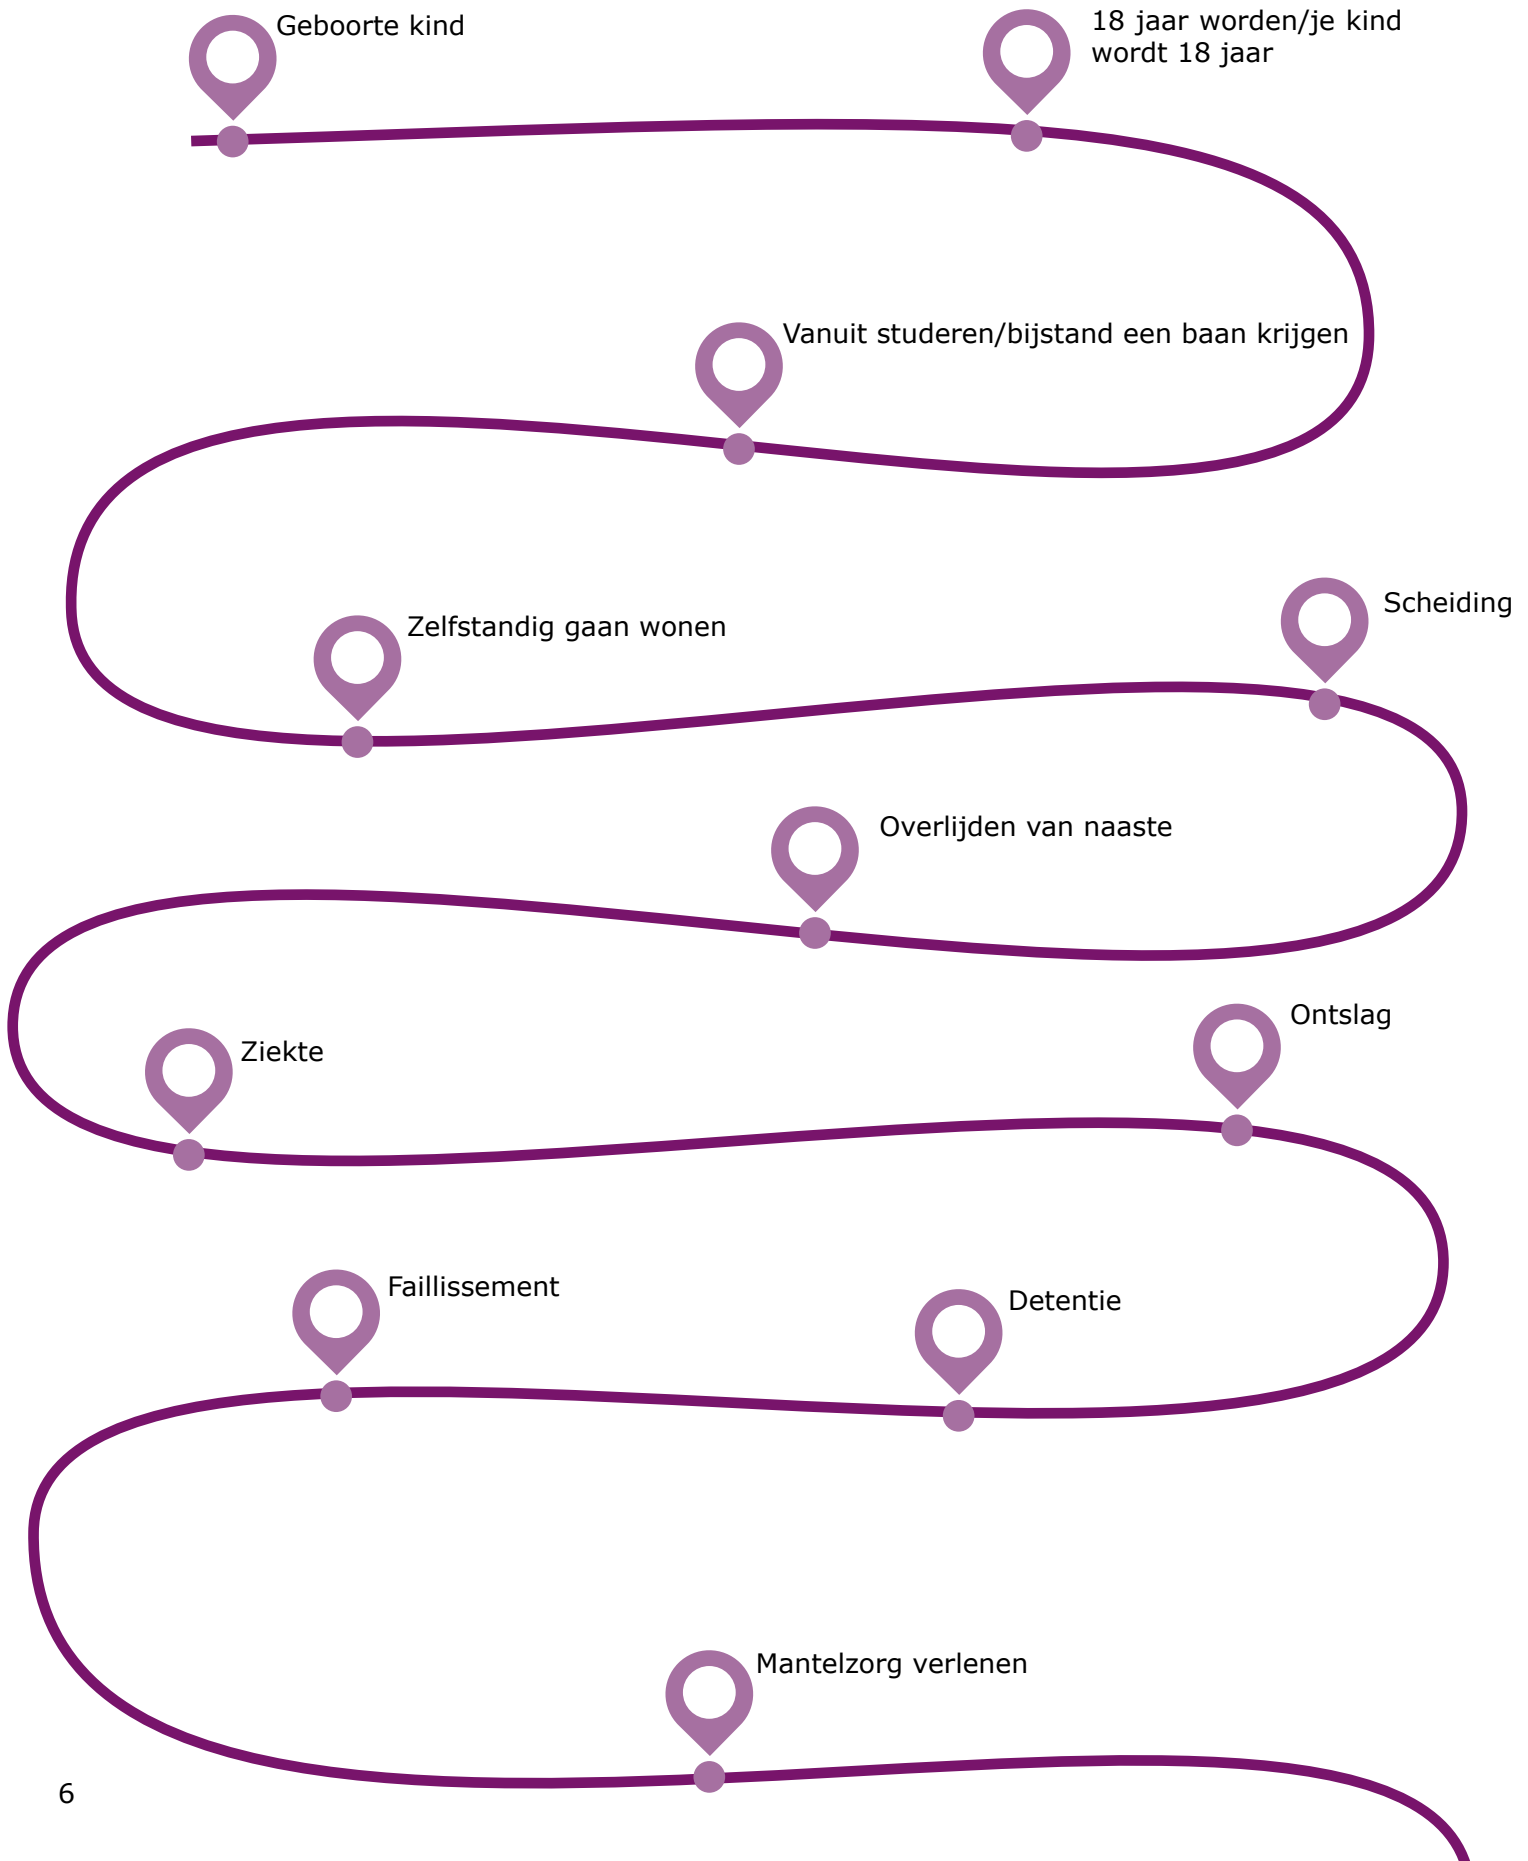 Geboorte kind
18 jaar worden/je kind
wordt 18 jaar
Vanuit studeren/bijstand een baan krijgen
Zelfstandig gaan wonen
Scheiding
Overlijden van naaste
Ziekte
Ontslag
Faillissement
Detentie
Mantelzorg verlenen
6